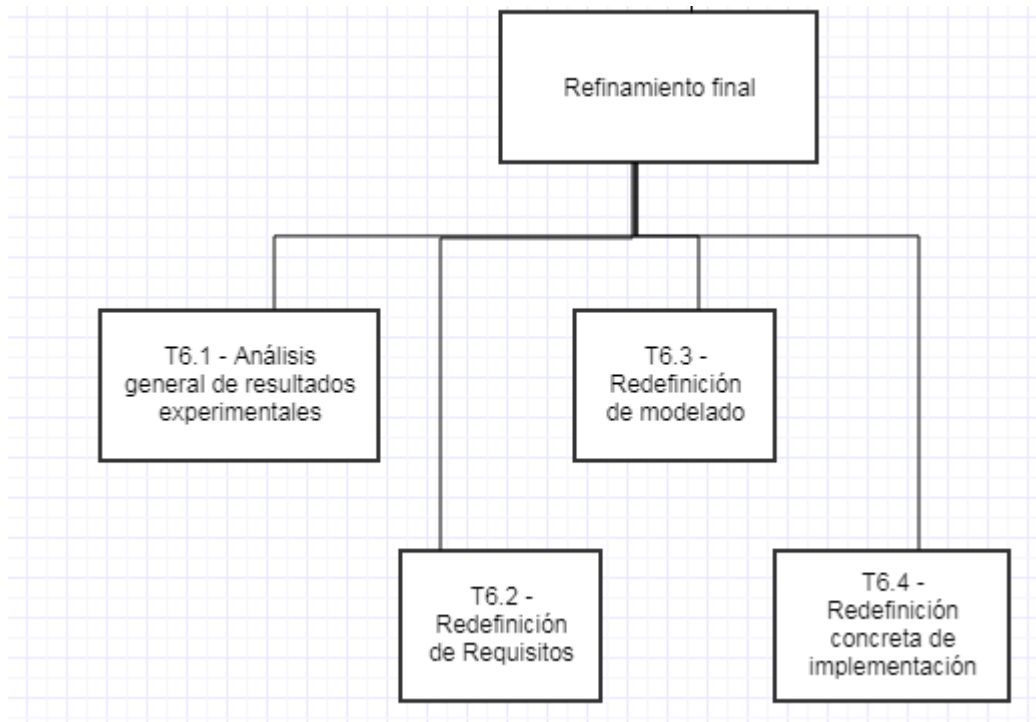 Refinamiento final
T6.1 - Análisis
general de resultados
experimentales
T6.3 -
Redefinición
de modelado
T6.2 -
Redefinición
de Requisitos
T6.4 -
Redefinición
concreta de
implementación